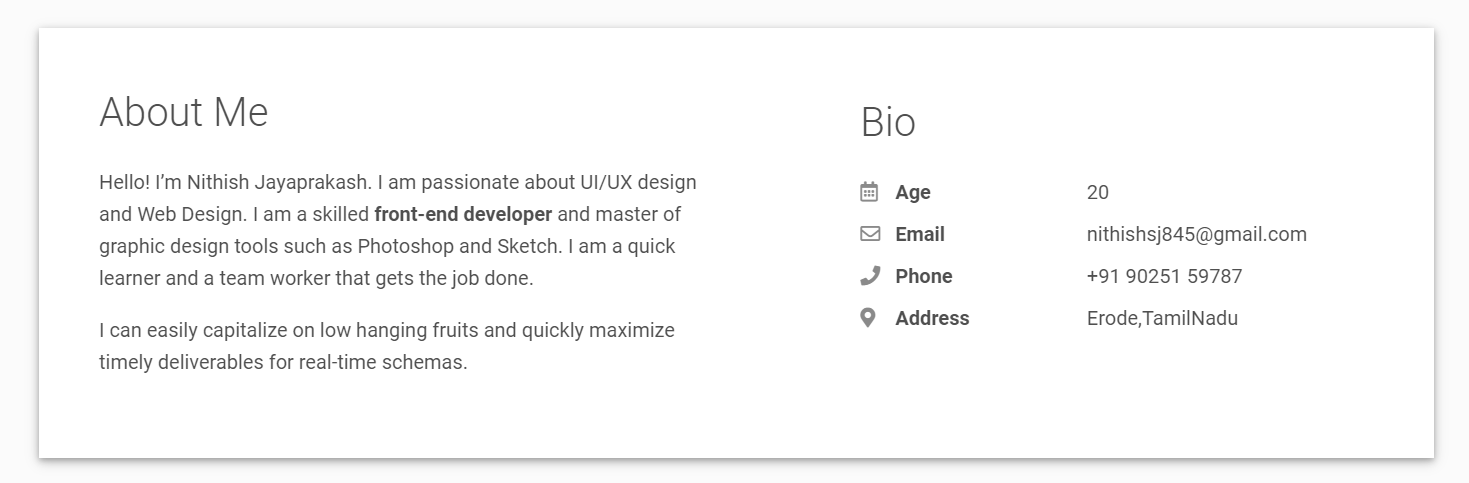 About Me
Hello! I’m Nithish Jayaprakash. I am passionate about UI/UX design
and Web Design. I am a skilled front-end developer and master of
graphic design tools such as Photoshop and Sketch. I am a quick
learner and a team worker that gets the job done.
I can easily capitalize on low hanging fruits and quickly maximize
timely deliverables for real-time schemas.
Bio
Age 20
Email nithishsj845@gmail.com
Phone +91 90251 59787
Address Erode,TamilNadu